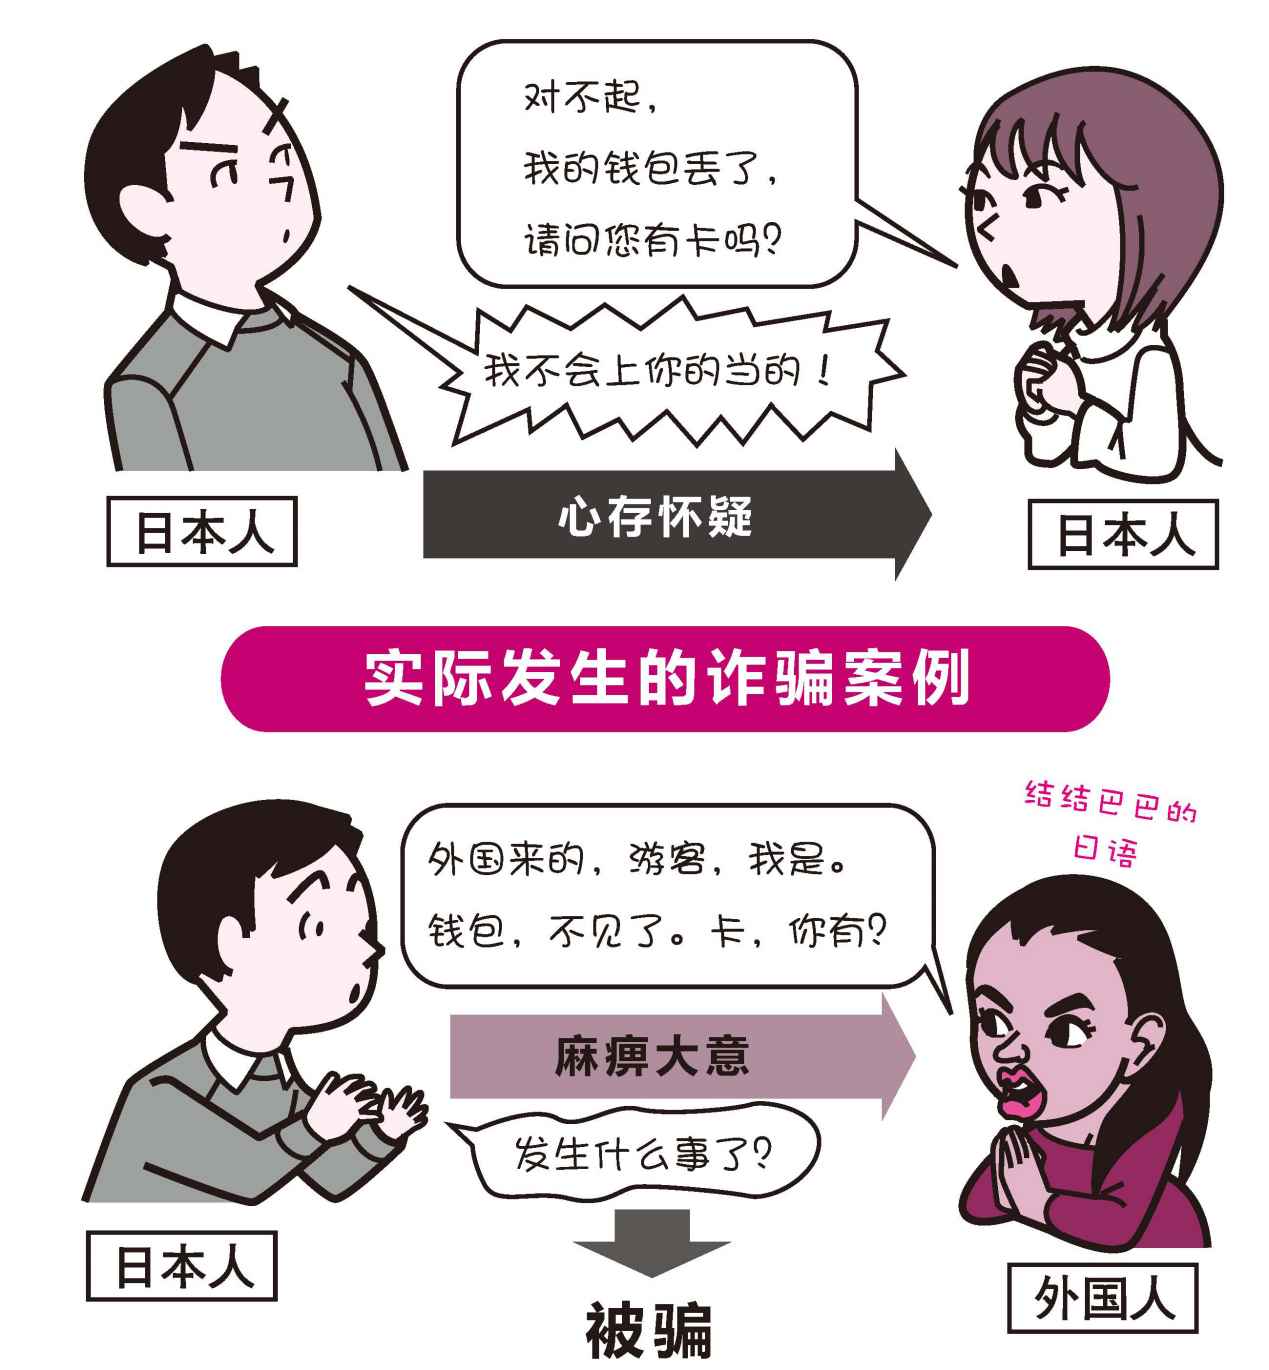 对不起，
我的钱包丢了，
请问您有卡吗？
我不会上你的当的！
心存怀疑
日本人
日本人
实际发生的诈骗案例
结结巴巴的
日语
外国来的，游客，我是。
钱包，不见了。卡，你有？
麻痹大意
发生什么事了？
日本人
外国人
被骗